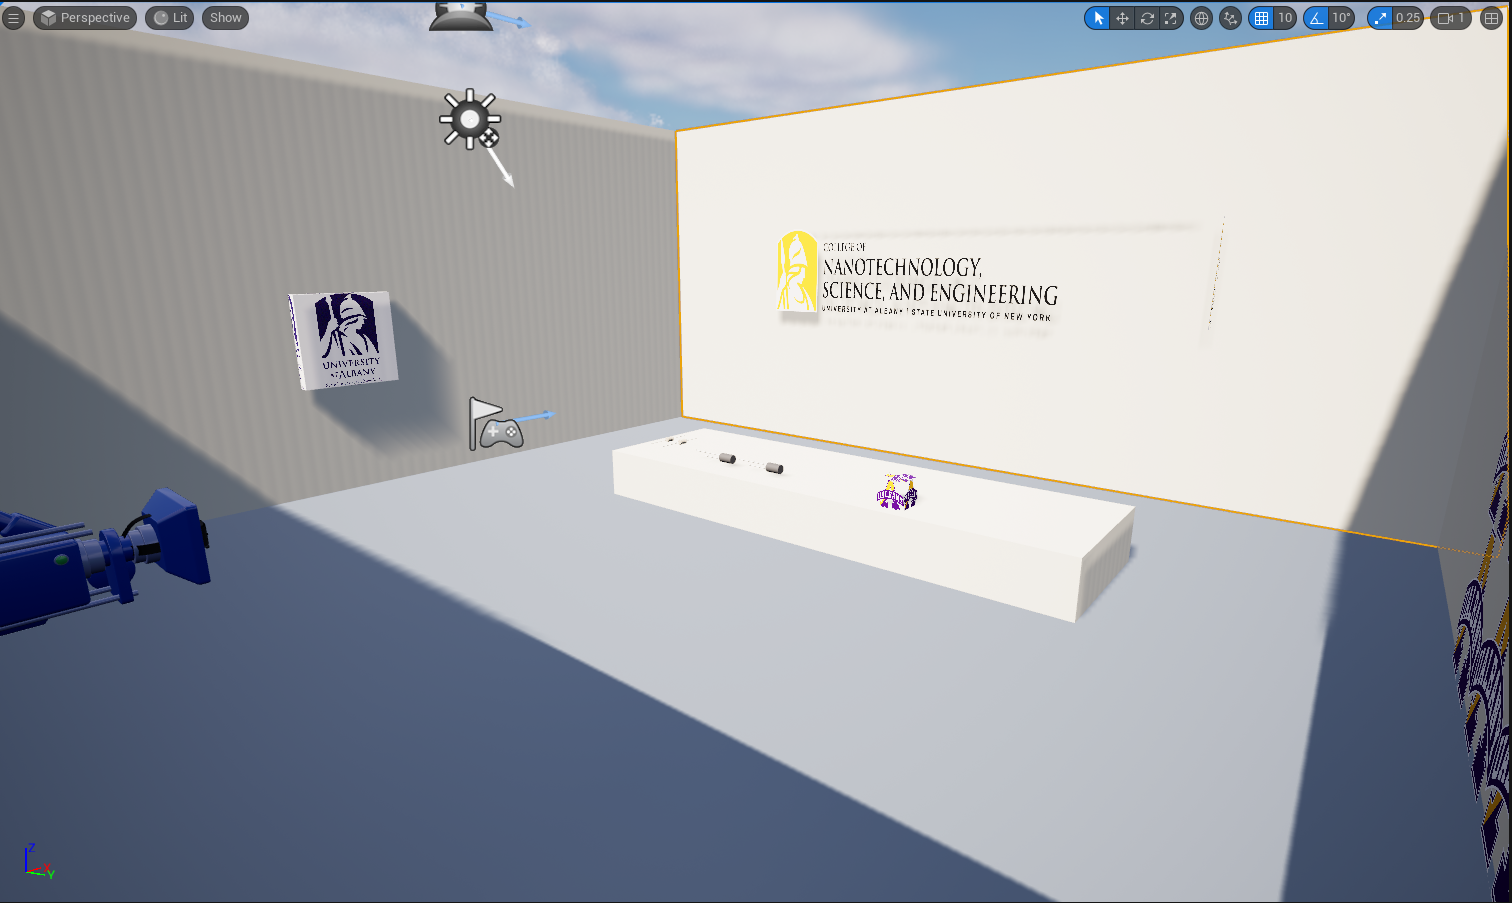 Perspective
Lit
Show
10
10°
0.25
1
COLLEGE OF
NANOTECHNOLOGY,
SCIENCE, AND ENGINEERING
UNIVERSITY AT ALBANY | STATE UNIVERSITY OF NEW YORK
UNIVERSITY
AT ALBANY
Z
X
Y